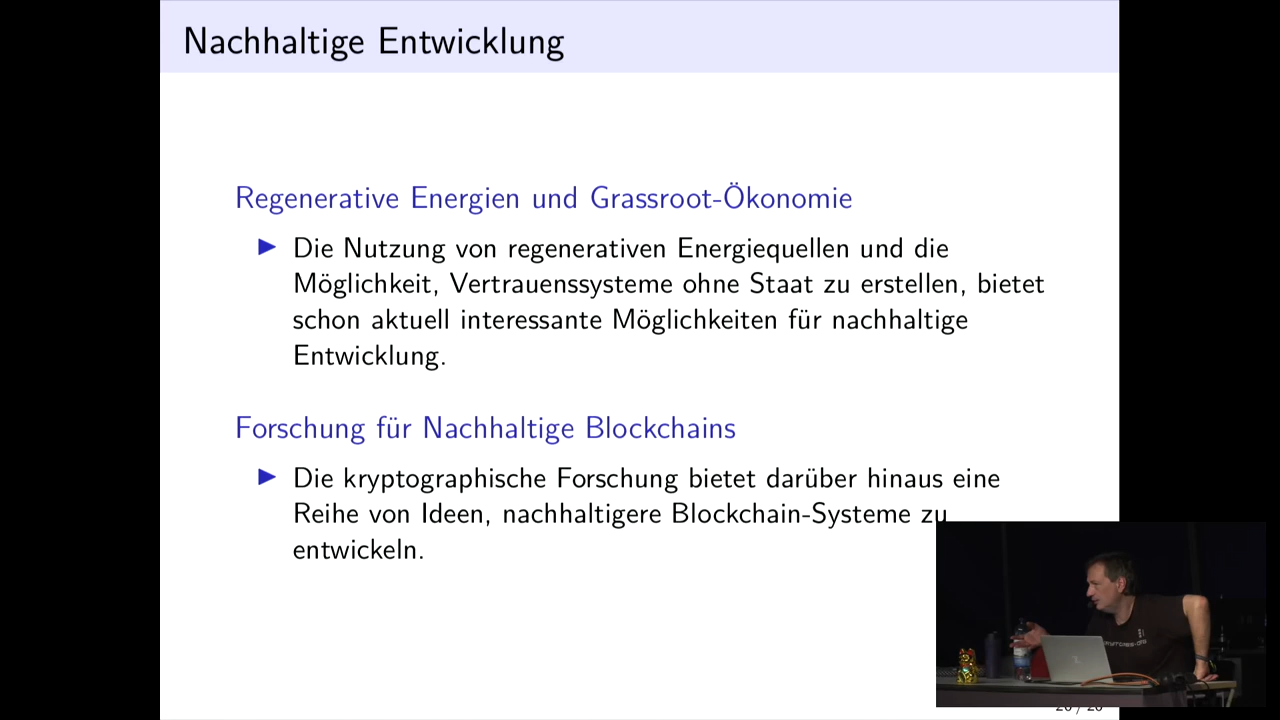 Nachhaltige Entwicklung
Regenerative Energien und Grassroot-Ökonomie
Die Nutzung von regenerativen Energiequellen und die
Möglichkeit, Vertrauenssysteme ohne Staat zu erstellen, bietet
schon aktuell interessante Möglichkeiten für nachhaltige
Entwicklung.
Forschung für Nachhaltige Blockchains
Die kryptographische Forschung bietet darüber hinaus eine
Reihe von Ideen, nachhaltigere Blockchain-Systeme zu
entwickeln.